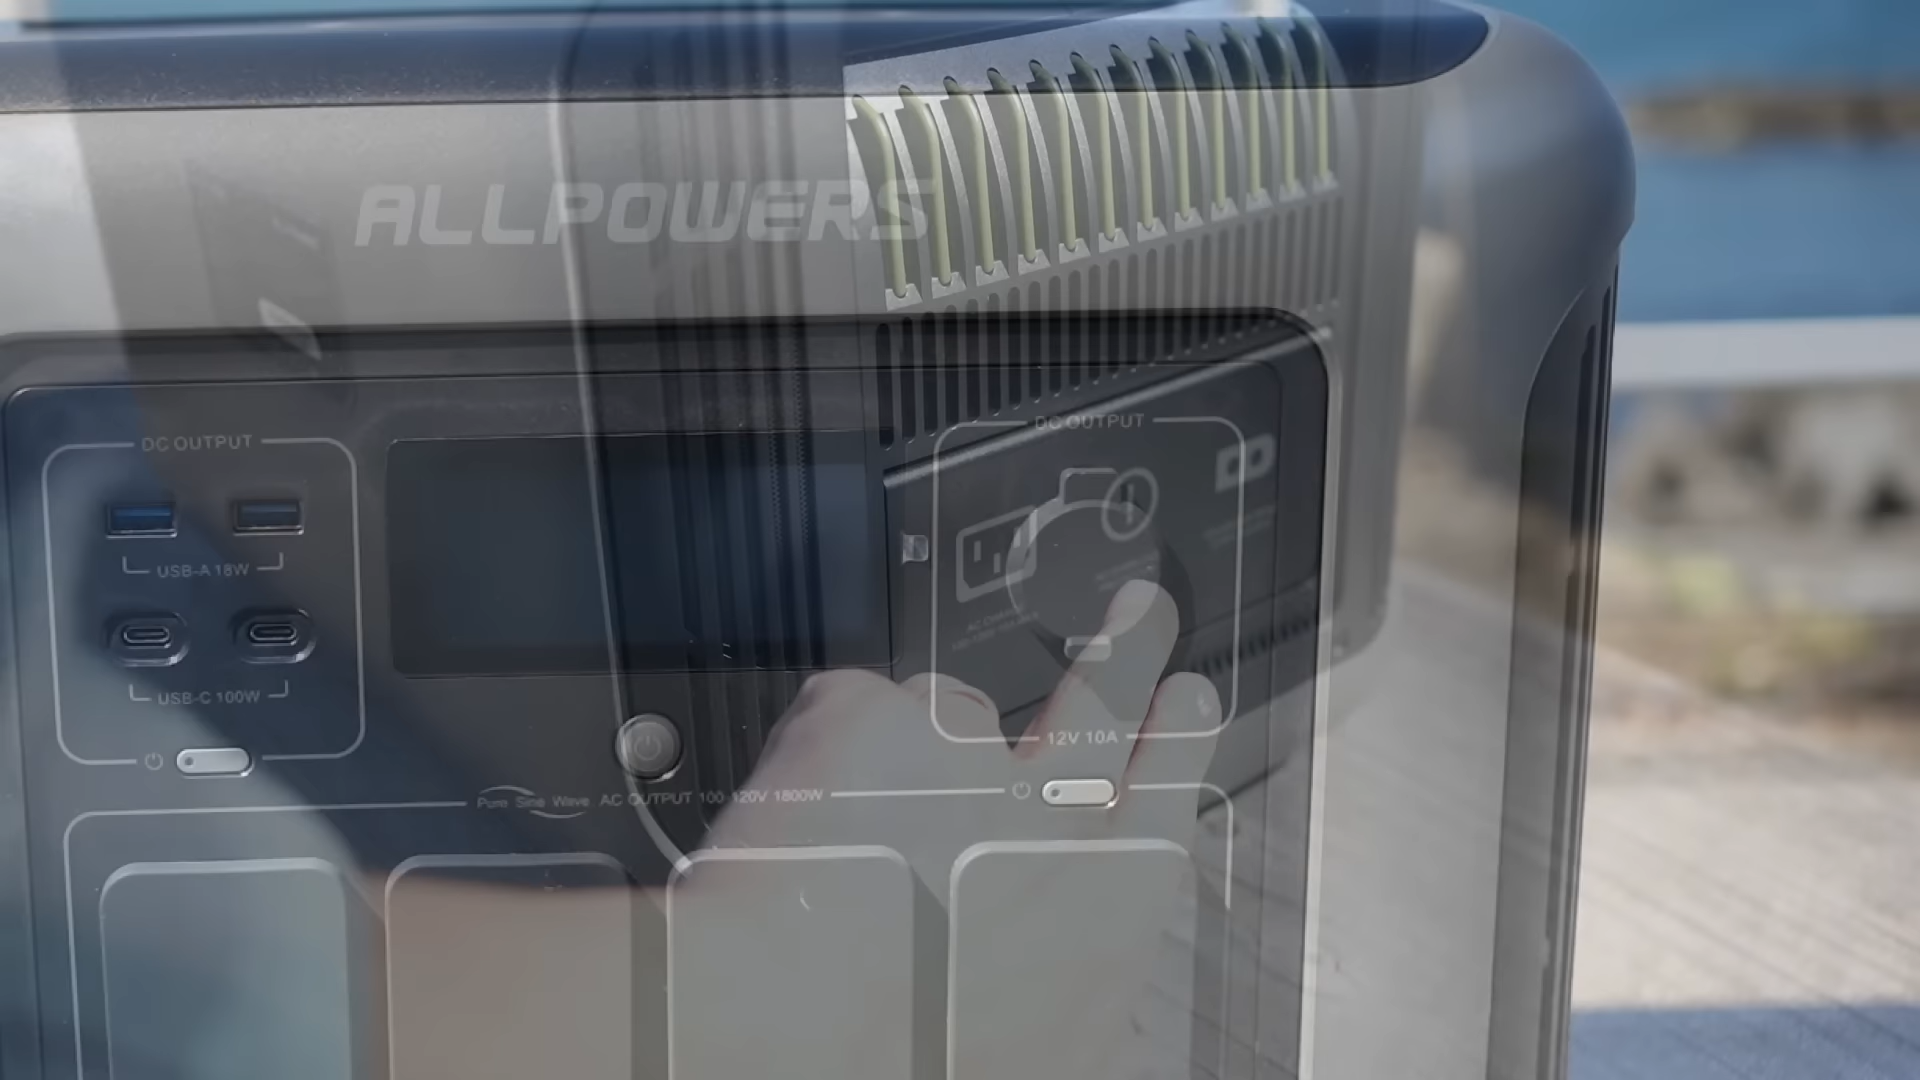 ALLPOWERS
DC OUTPUT
USB-A 18W
USB-C 100W
DC OUTPUT
12V 10A
Pure Sine Wave AC OUTPUT 100-120V 1800W